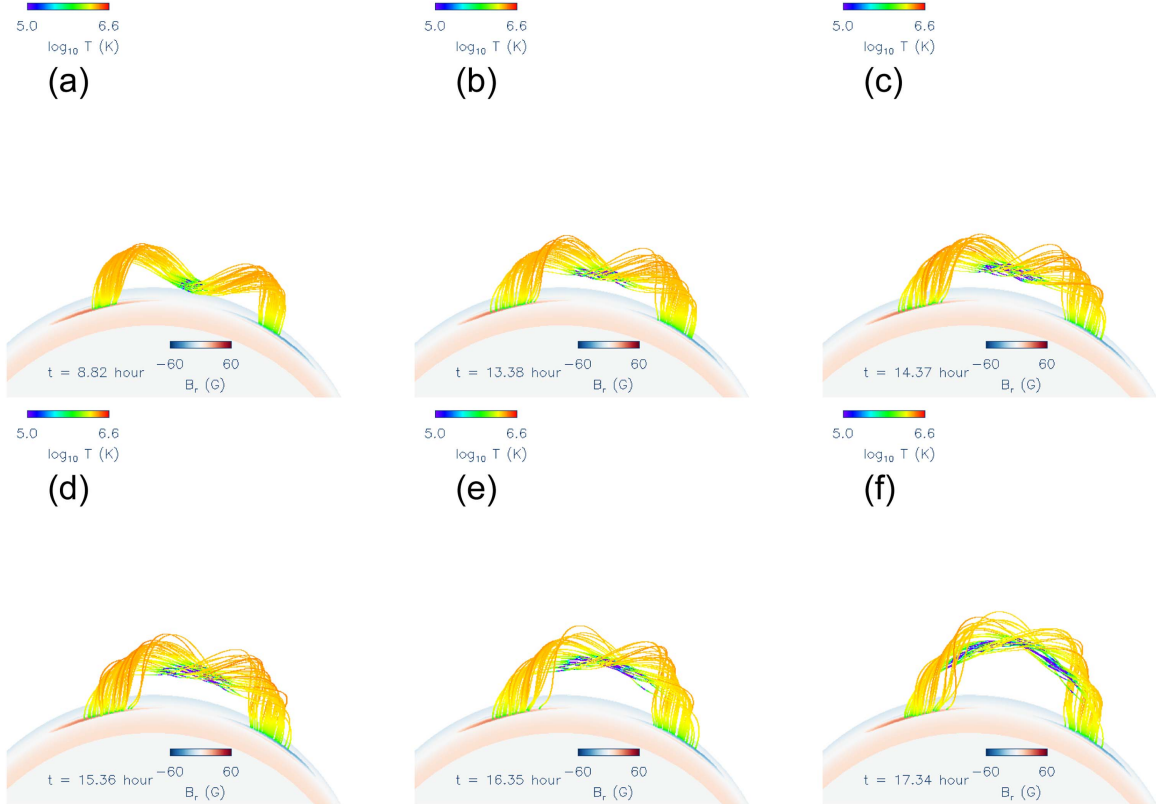 5.0 6.6
log₁₀ T (K)
(a)
−60 60
t = 8.82 hour
Bᵣ (G)
5.0 6.6
log₁₀ T (K)
(b)
−60 60
t = 13.38 hour
Bᵣ (G)
5.0 6.6
log₁₀ T (K)
(c)
−60 60
t = 14.37 hour
Bᵣ (G)
5.0 6.6
log₁₀ T (K)
(d)
−60 60
t = 15.36 hour
Bᵣ (G)
5.0 6.6
log₁₀ T (K)
(e)
−60 60
t = 16.35 hour
Bᵣ (G)
5.0 6.6
log₁₀ T (K)
(f)
−60 60
t = 17.34 hour
Bᵣ (G)